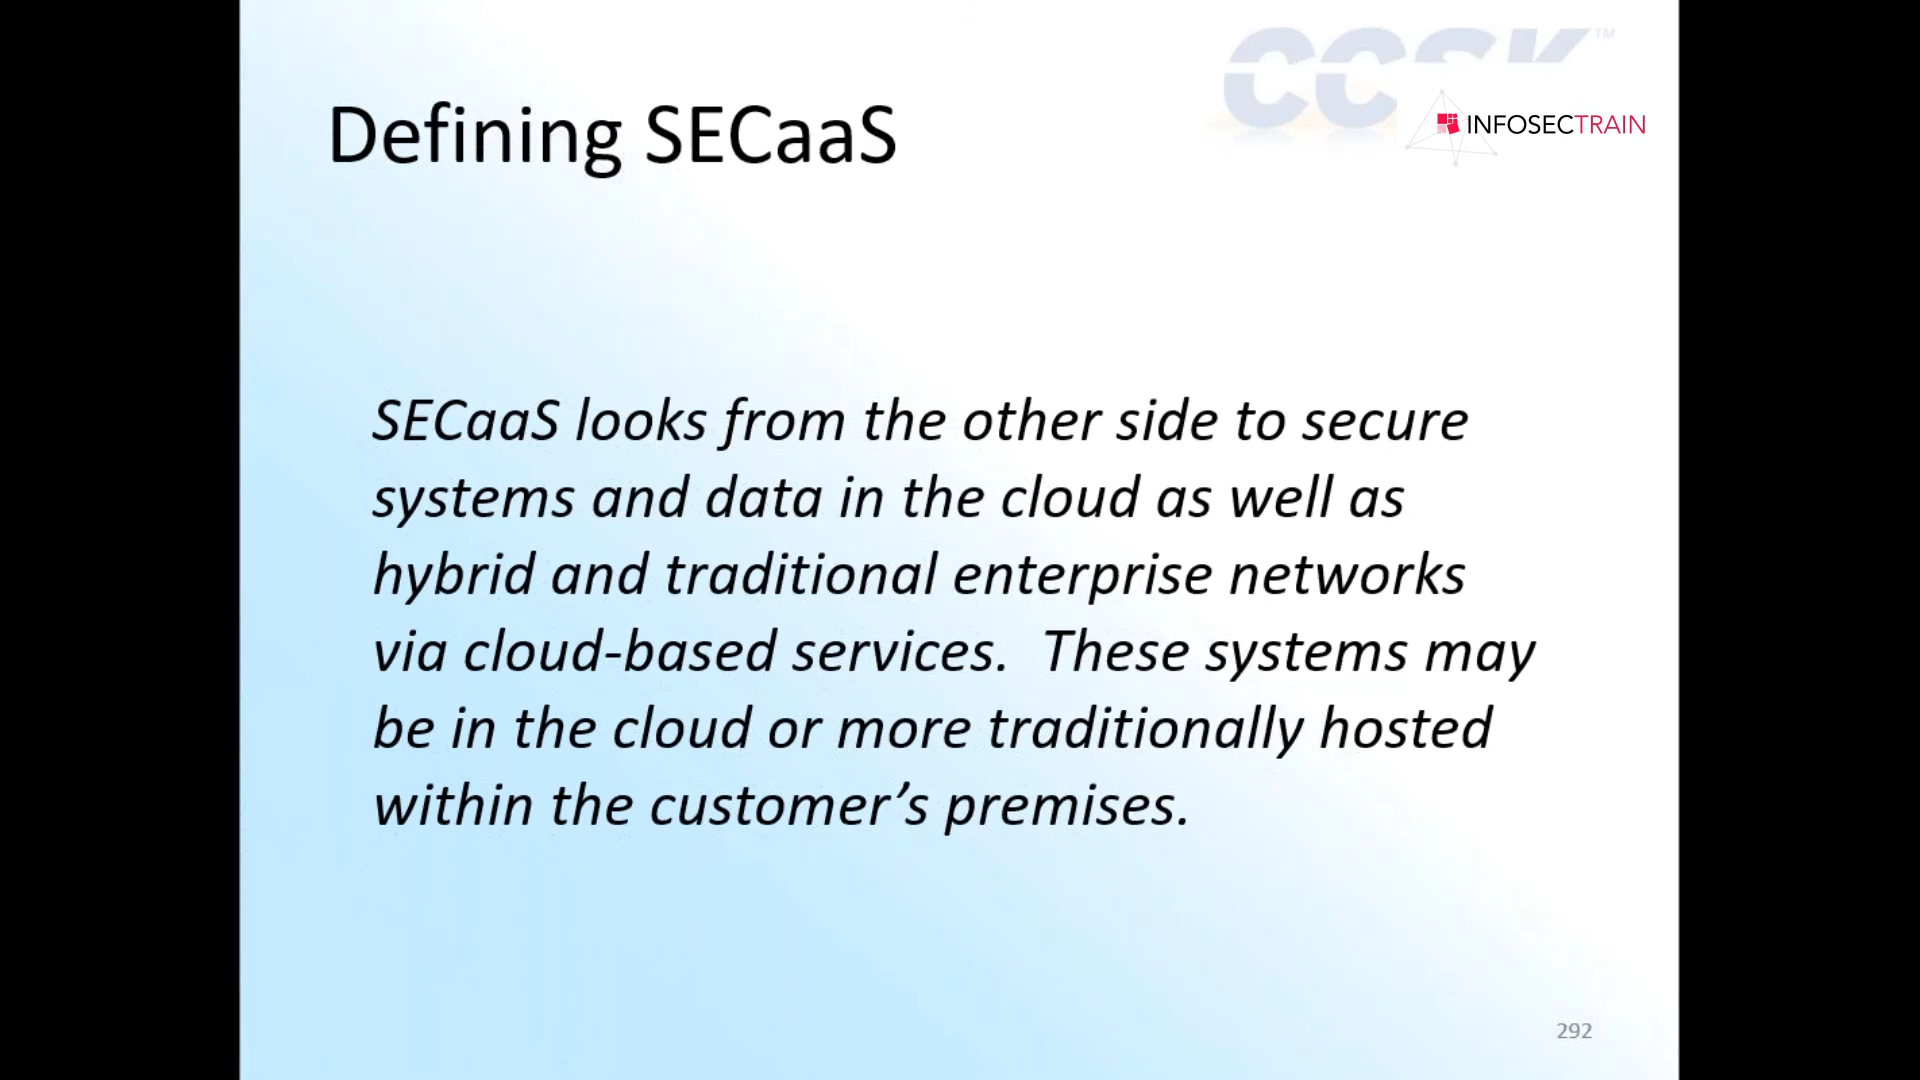 CCSK™
INFOSECTRAIN
Defining SECaaS
SECaaS looks from the other side to secure
systems and data in the cloud as well as
hybrid and traditional enterprise networks
via cloud-based services.  These systems may
be in the cloud or more traditionally hosted
within the customer’s premises.
292